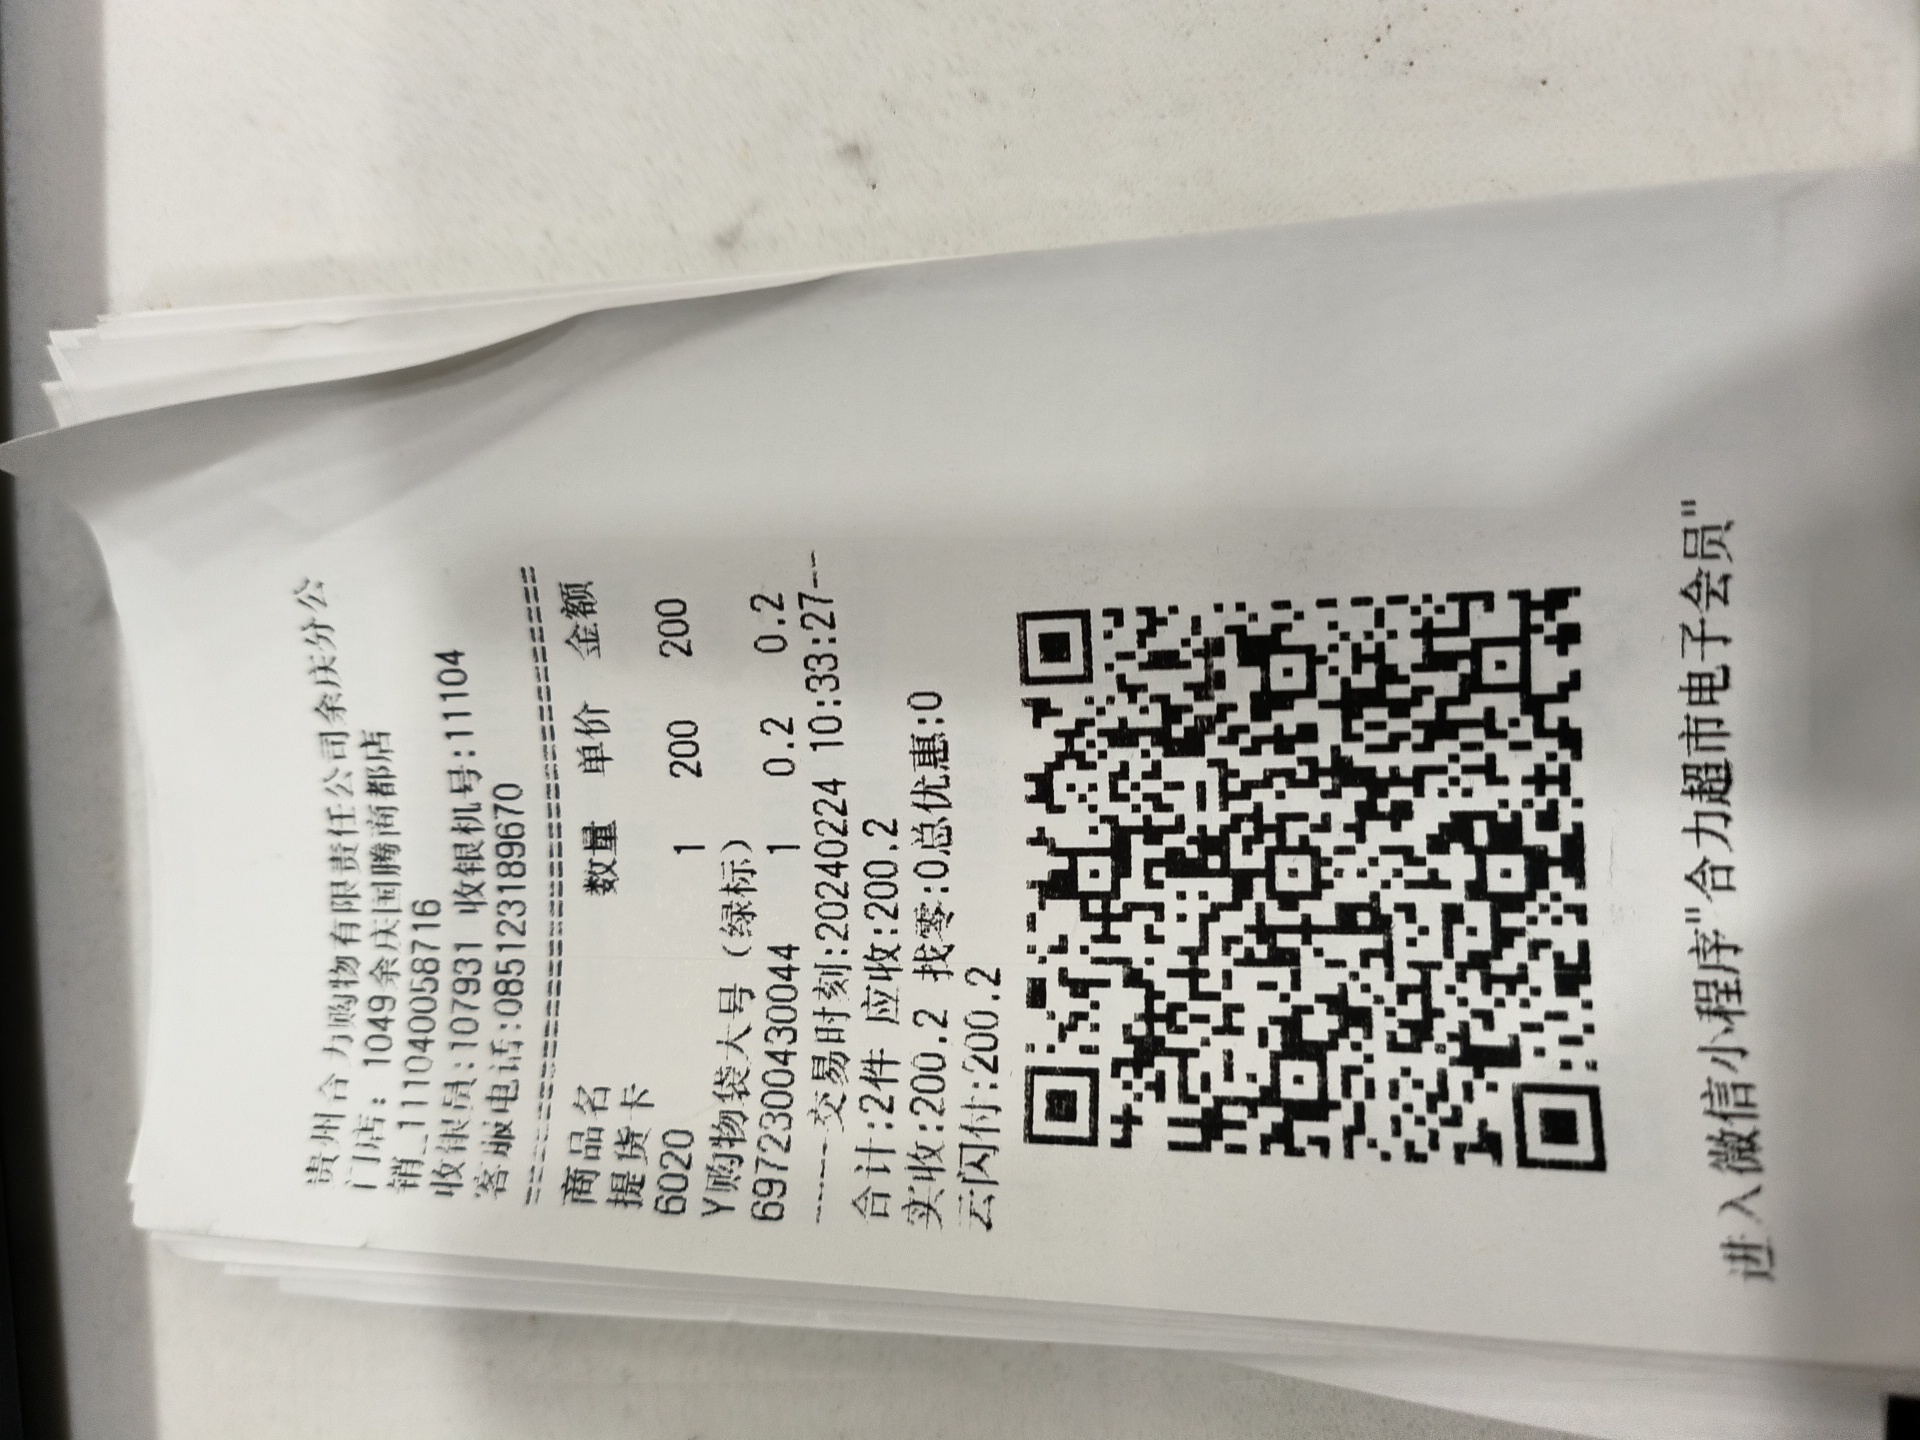 贵州合力购物有限责任公司余庆分公
门店: 1049余庆国腾商都店
销_111040058716
收银员:107931 收银机号:11104
客服电话:085123189670
==========================================
商品名 数量 单价 金额
提货卡
6020 1 200 200
Y购物袋大号(绿标)
6972300430044 1 0.2 0.2
-----交易时刻:20240224 10:33:27--
合计:2件 应收:200.2
实收:200.2 找零:0总优惠:0
云闪付:200.2
进入微信小程序"合力超市电子会员"